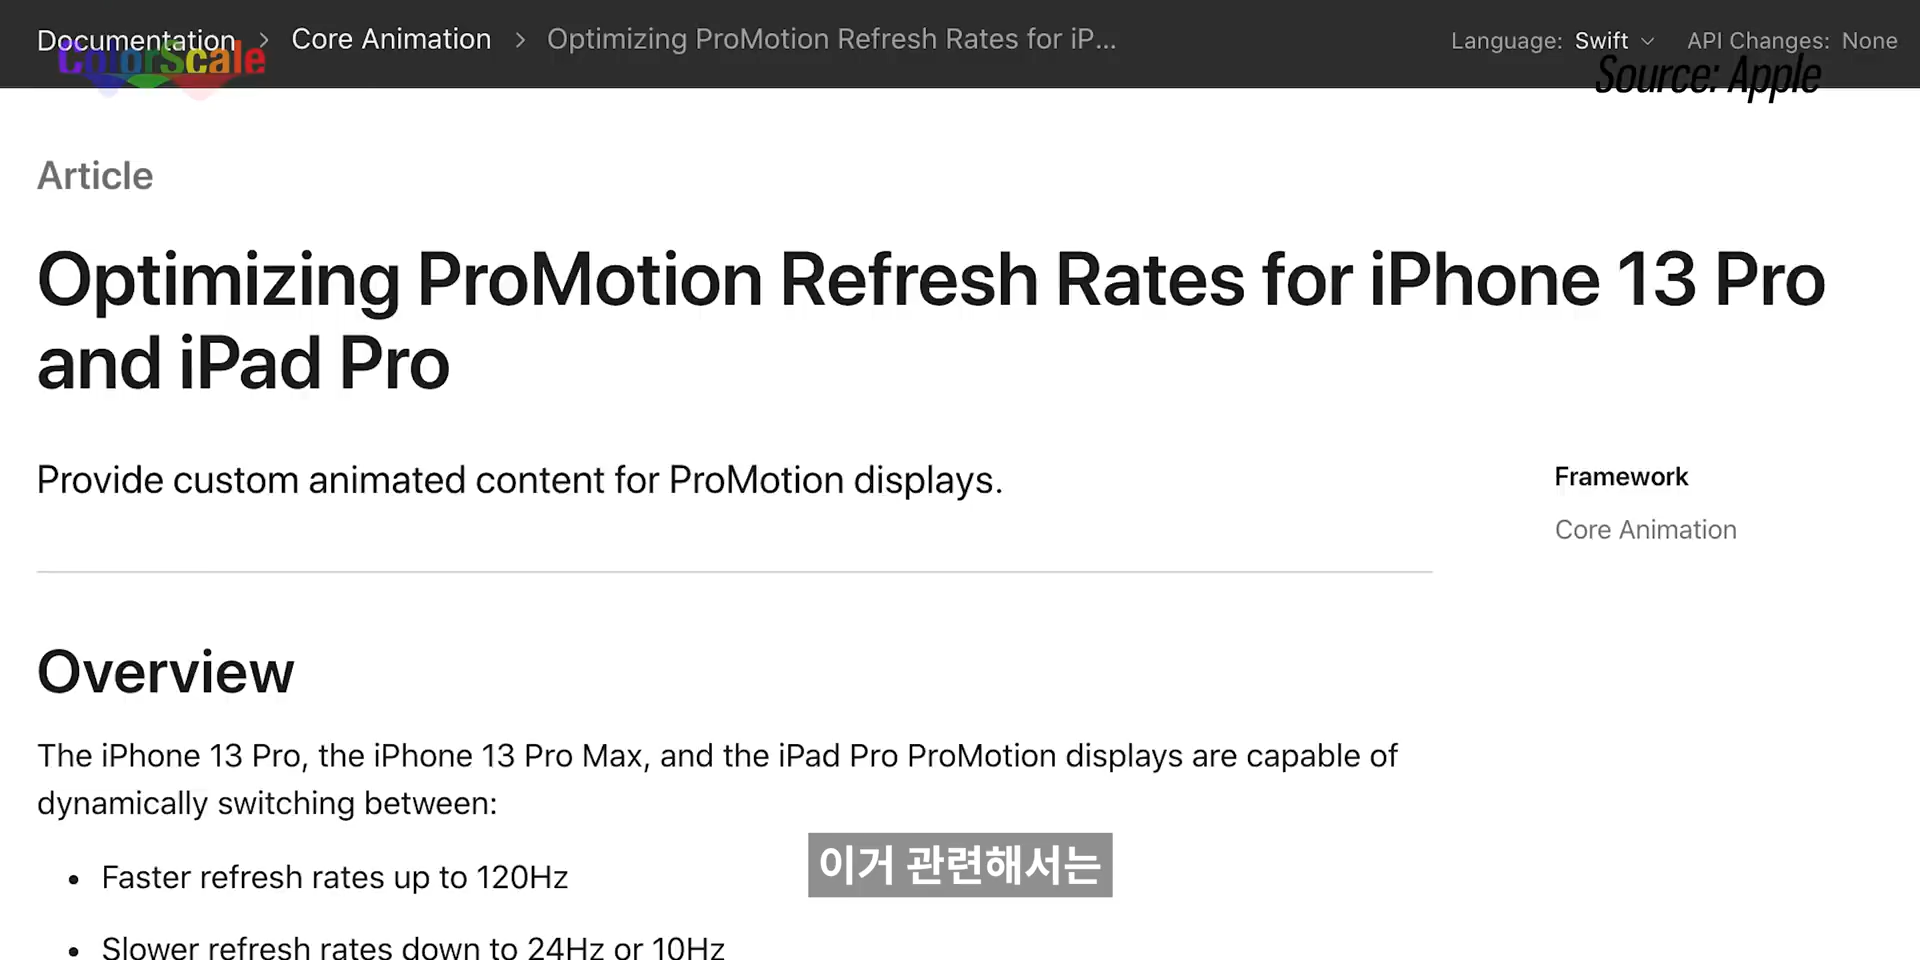 Documentation > Core Animation > Optimizing ProMotion Refresh Rates for iP...
Language: Swift
API Changes: None
ColorScale
Source: Apple
Article
Optimizing ProMotion Refresh Rates for iPhone 13 Pro
and iPad Pro
Provide custom animated content for ProMotion displays.
Framework
Core Animation
Overview
The iPhone 13 Pro, the iPhone 13 Pro Max, and the iPad Pro ProMotion displays are capable of
dynamically switching between:
• Faster refresh rates up to 120Hz
이거 관련해서는
• Slower refresh rates down to 24Hz or 10Hz